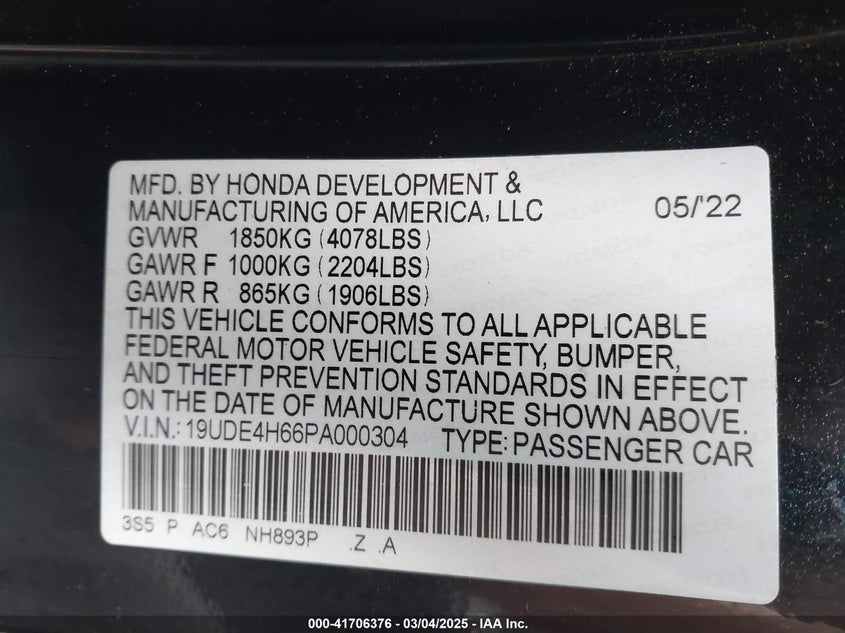 MFD. BY HONDA DEVELOPMENT &
MANUFACTURING OF AMERICA, LLC 05/'22
GVWR 1850KG (4078LBS)
GAWR F 1000KG (2204LBS)
GAWR R 865KG (1906LBS)
THIS VEHICLE CONFORMS TO ALL APPLICABLE
FEDERAL MOTOR VEHICLE SAFETY, BUMPER,
AND THEFT PREVENTION STANDARDS IN EFFECT
ON THE DATE OF MANUFACTURE SHOWN ABOVE.
V.I.N.: 19UDE4H66PA000304 TYPE: PASSENGER CAR
3S5 P AC6 NH893P .Z .A
000-41706376 - 03/04/2025 - IAA Inc.